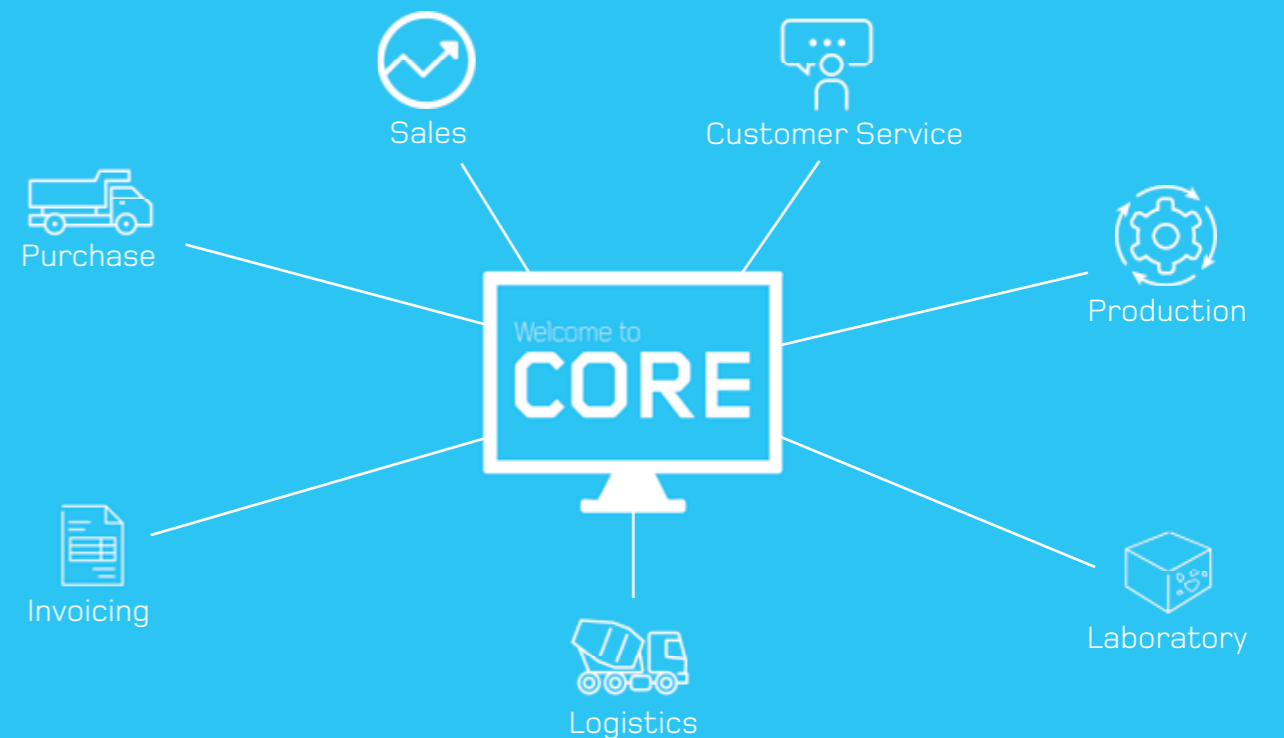 Sales
Customer Service
Purchase
Production
Welcome to
CORE
Invoicing
Laboratory
Logistics